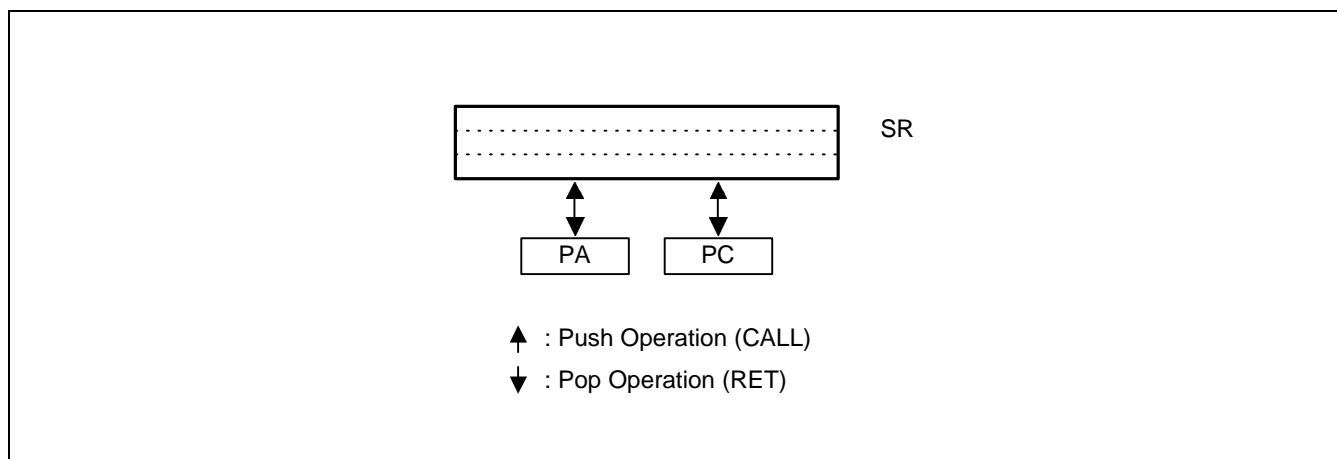 SR
PA PC
: Push Operation (CALL)
: Pop Operation (RET)